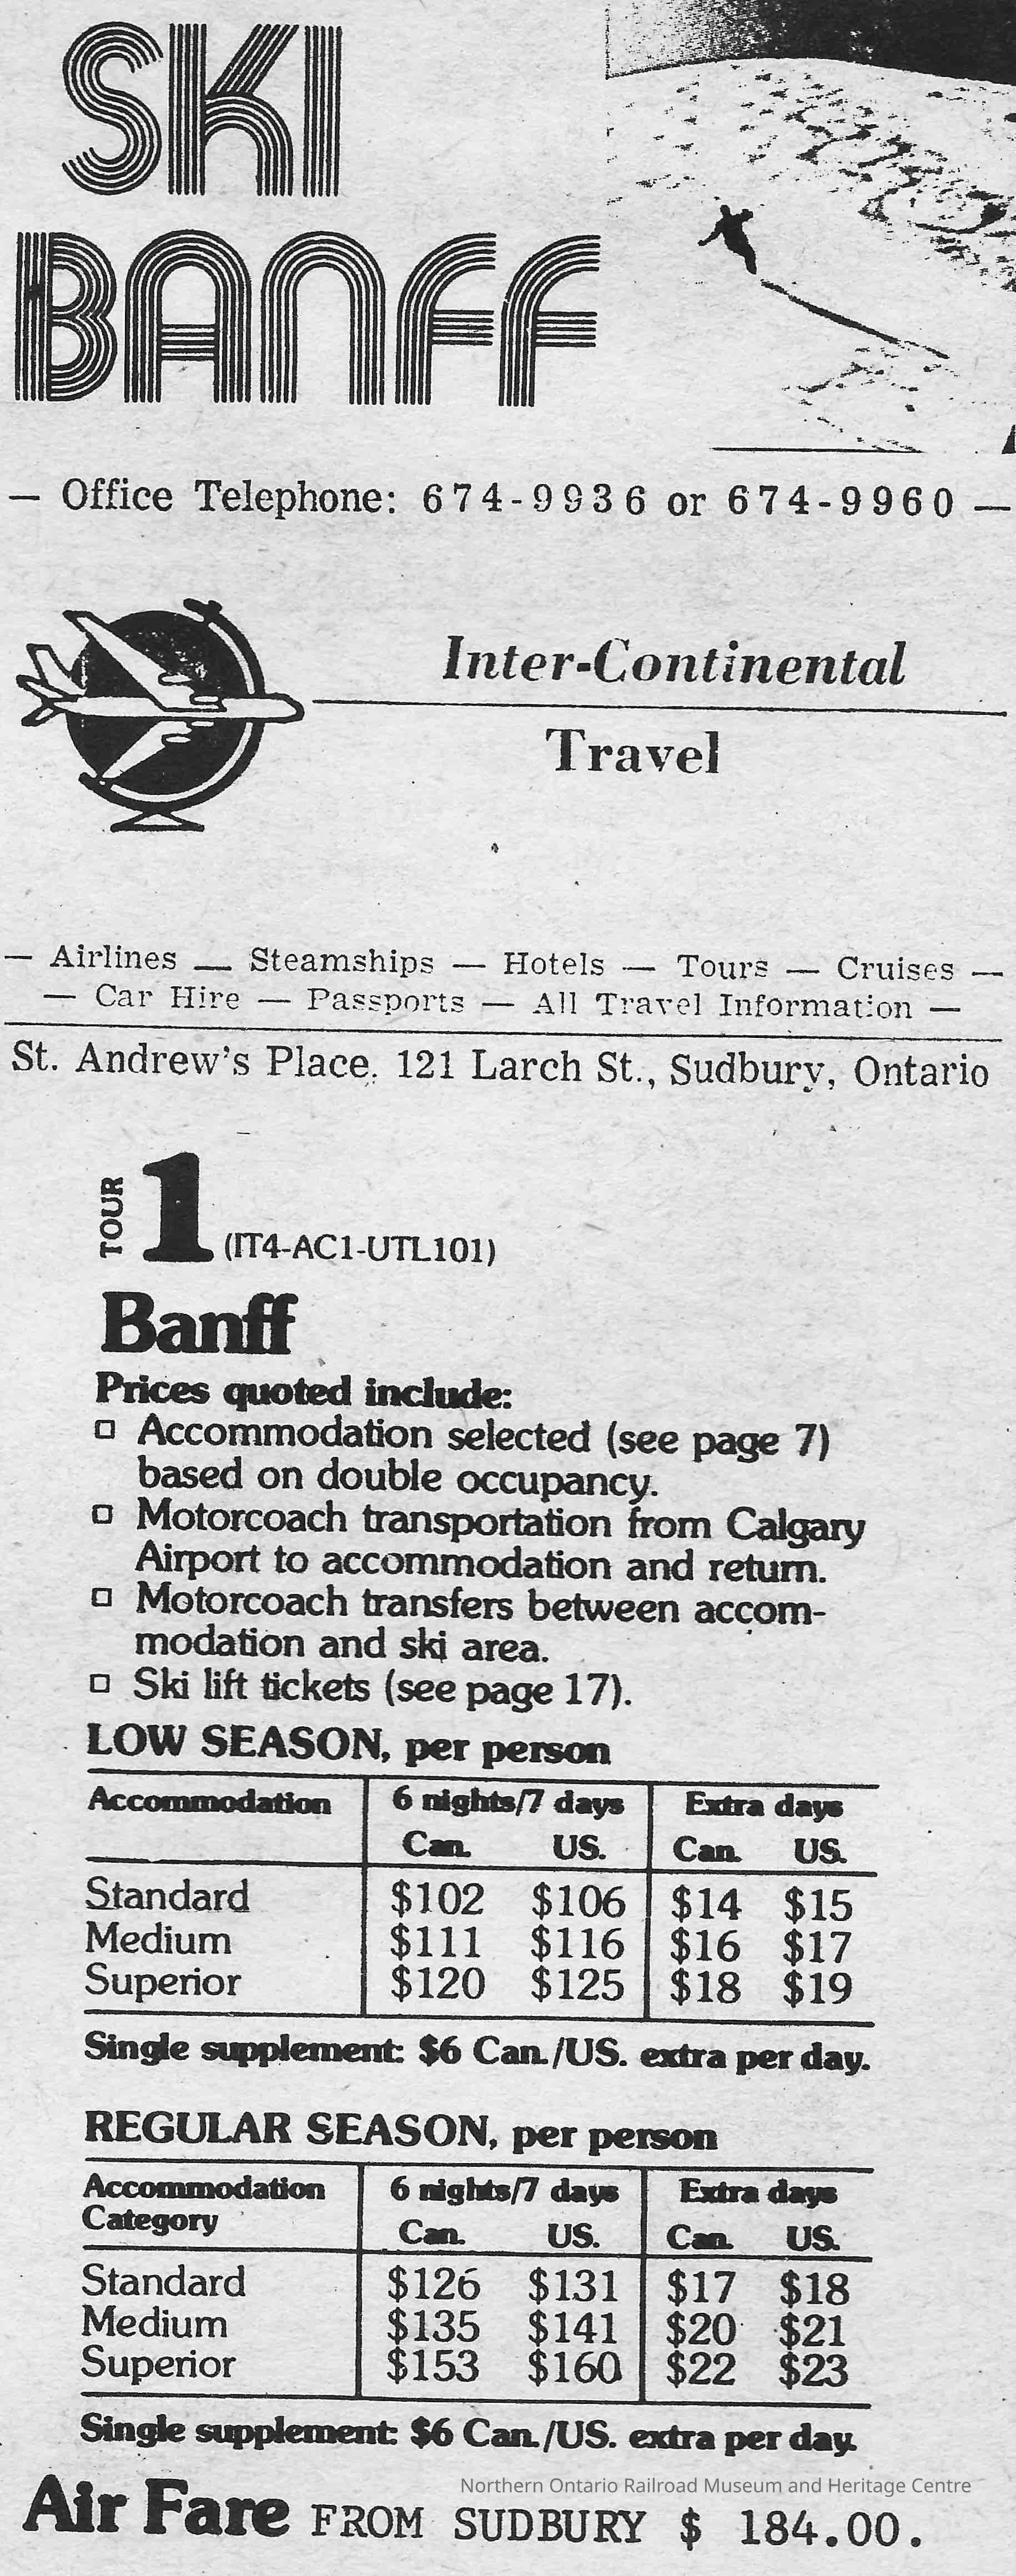 SKI
BANFF
— Office Telephone: 674-9936 or 674-9960 —
Inter-Continental
Travel
— Airlines — Steamships — Hotels — Tours — Cruises —
— Car Hire — Passports — All Travel Information —
St. Andrew's Place, 121 Larch St., Sudbury, Ontario
TOUR 1 (IT4-AC1-UTL101)
Banff
Prices quoted include:
□ Accommodation selected (see page 7)
based on double occupancy.
□ Motorcoach transportation from Calgary
Airport to accommodation and return.
□ Motorcoach transfers between accom-
modation and ski area.
□ Ski lift tickets (see page 17).
LOW SEASON, per person
Accommodation 6 nights/7 days Extra days
Can. US. Can. US.
Standard $102 $106 $14 $15
Medium $111 $116 $16 $17
Superior $120 $125 $18 $19
Single supplement: $6 Can./US. extra per day.
REGULAR SEASON, per person
Accommodation 6 nights/7 days Extra days
Category Can. US. Can. US.
Standard $126 $131 $17 $18
Medium $135 $141 $20 $21
Superior $153 $160 $22 $23
Single supplement: $6 Can./US. extra per day.
Northern Ontario Railroad Museum and Heritage Centre
Air Fare FROM SUDBURY $ 184.00.